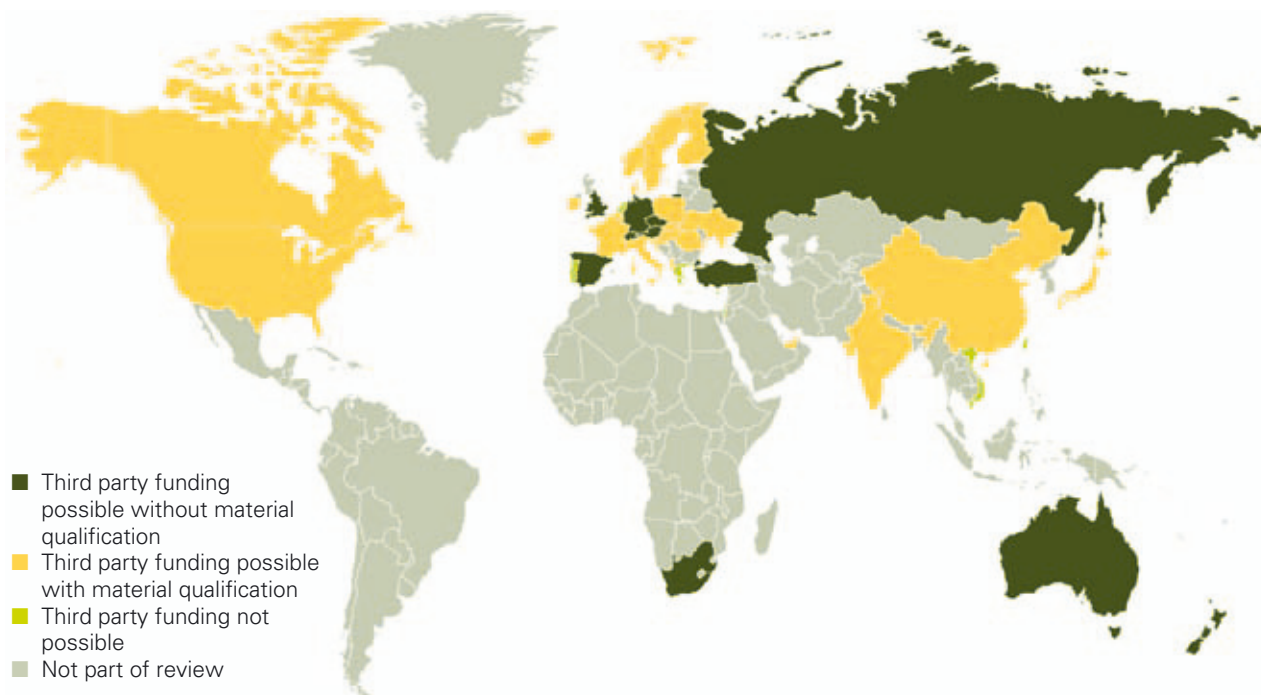 Third party funding
possible without material
qualification
Third party funding possible
with material qualification
Third party funding not
possible
Not part of review